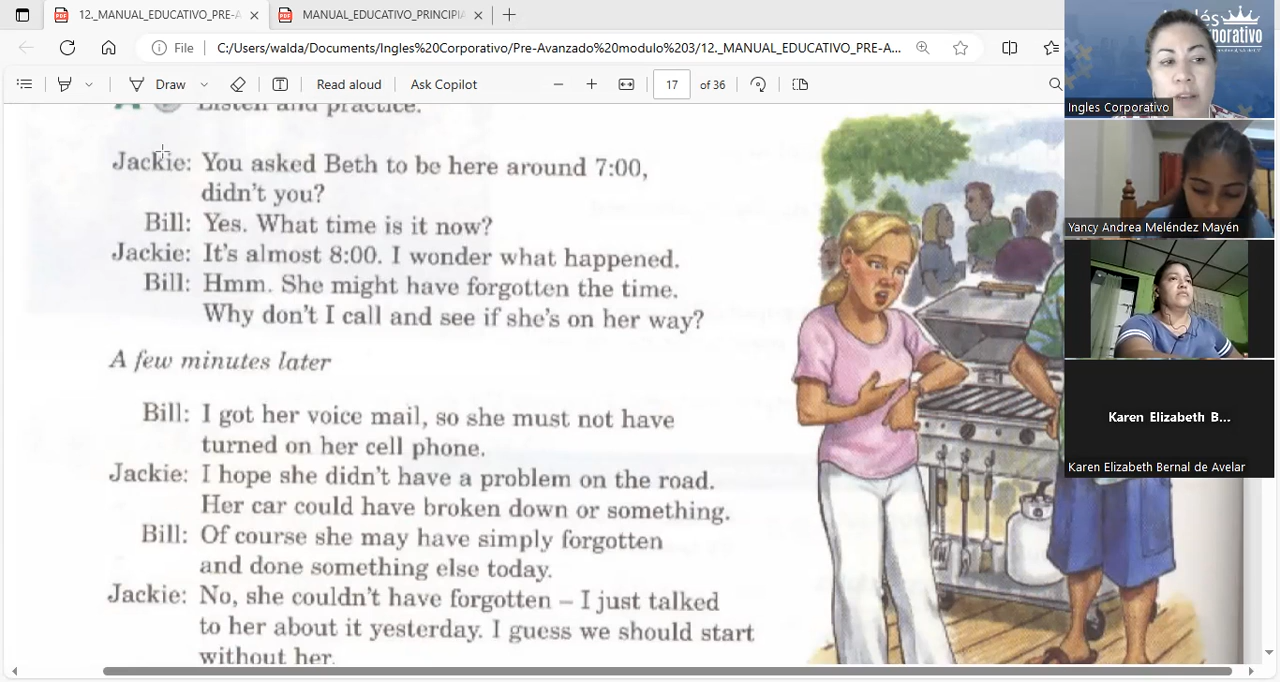 12._MANUAL_EDUCATIVO_PRE-A
MANUAL_EDUCATIVO_PRINCIPIA
File
C:/Users/walda/Documents/Ingles%20Corporativo/Pre-Avanzado%20modulo%203/12._MANUAL_EDUCATIVO_PRE-A...
Draw
Read aloud
Ask Copilot
17
of 36
A Listen and practice.
Jackie: You asked Beth to be here around 7:00,
didn't you?
Bill: Yes. What time is it now?
Jackie: It's almost 8:00. I wonder what happened.
Bill: Hmm. She might have forgotten the time.
Why don't I call and see if she's on her way?
A few minutes later
Bill: I got her voice mail, so she must not have
turned on her cell phone.
Jackie: I hope she didn't have a problem on the road.
Her car could have broken down or something.
Bill: Of course she may have simply forgotten
and done something else today.
Jackie: No, she couldn't have forgotten – I just talked
to her about it yesterday. I guess we should start
without her.
Ingles Corporativo
Yancy Andrea Meléndez Mayén
Karen Elizabeth B...
Karen Elizabeth Bernal de Avelar